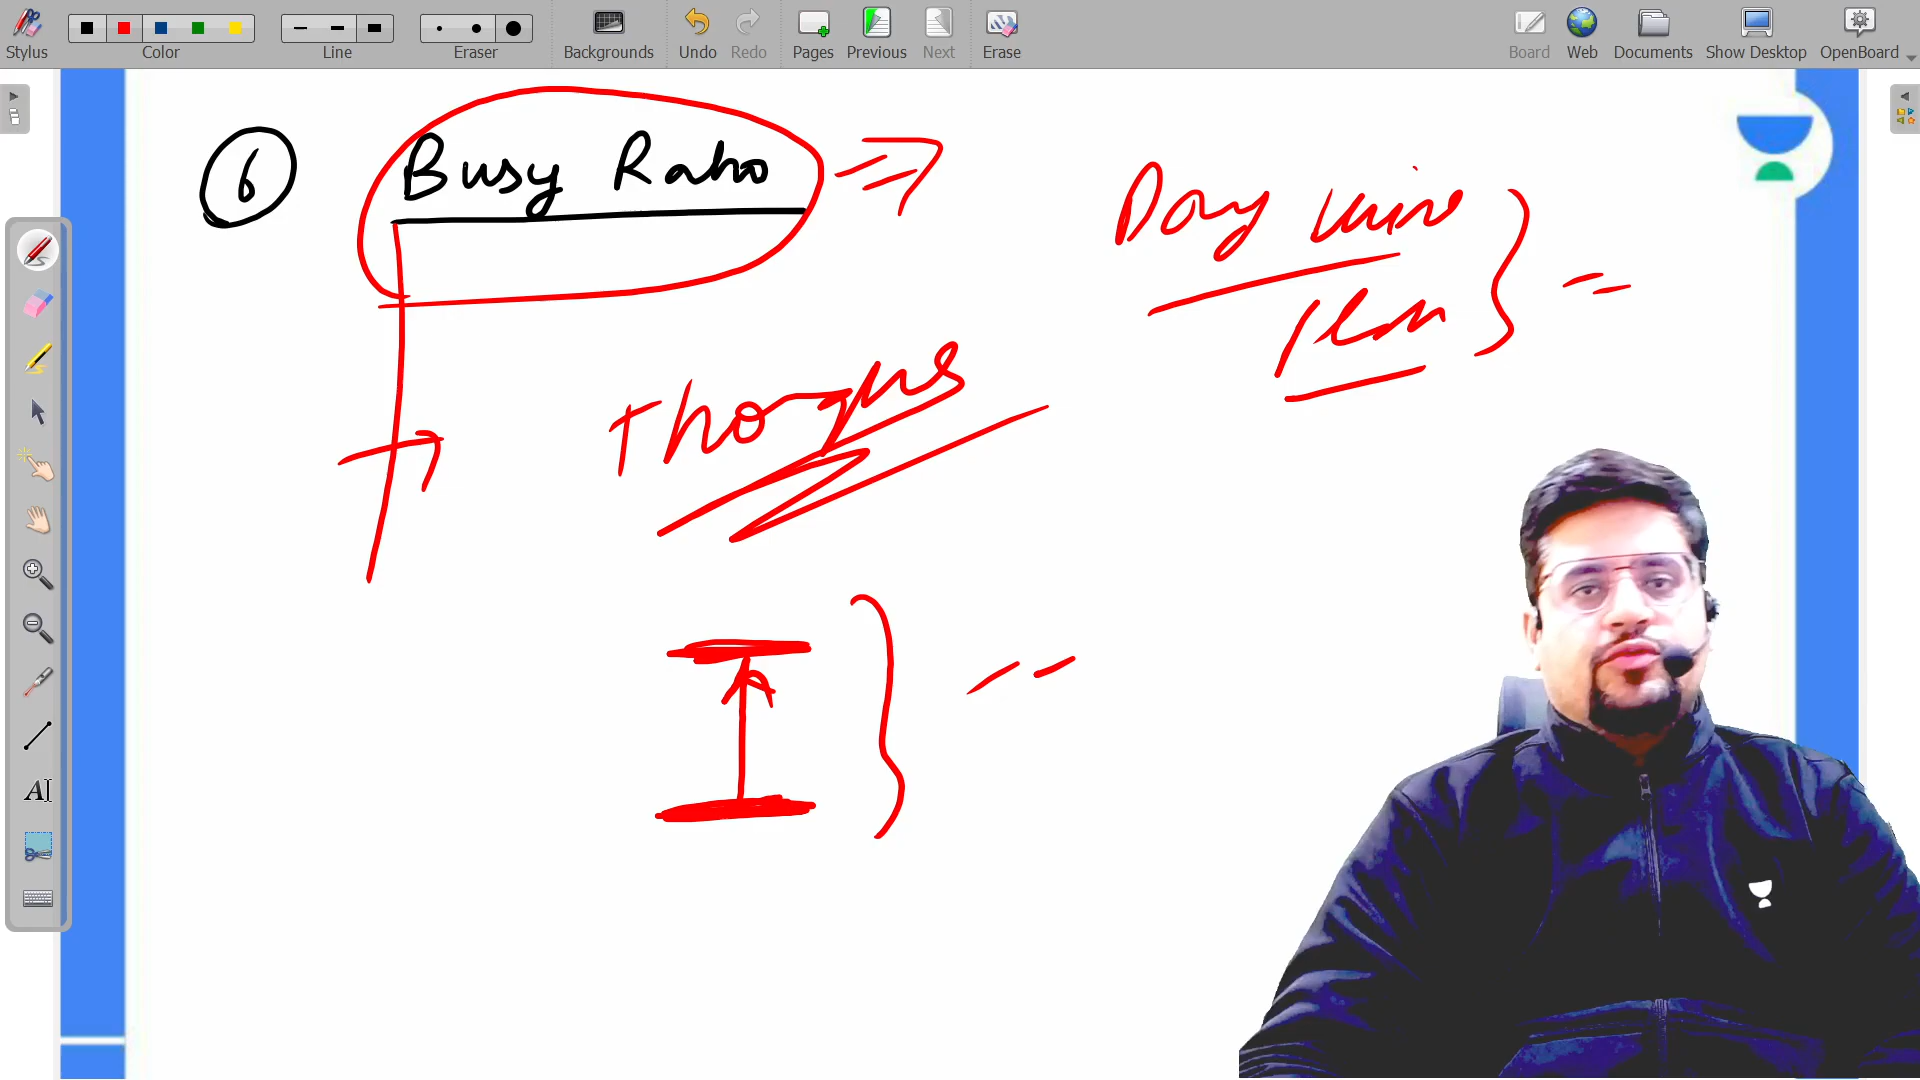 Stylus Color Line Eraser Backgrounds Undo Redo Pages Previous Next Erase Board Web Documents Show Desktop OpenBoard
6 Busy Raho
Day wise
Plan
Thoughts